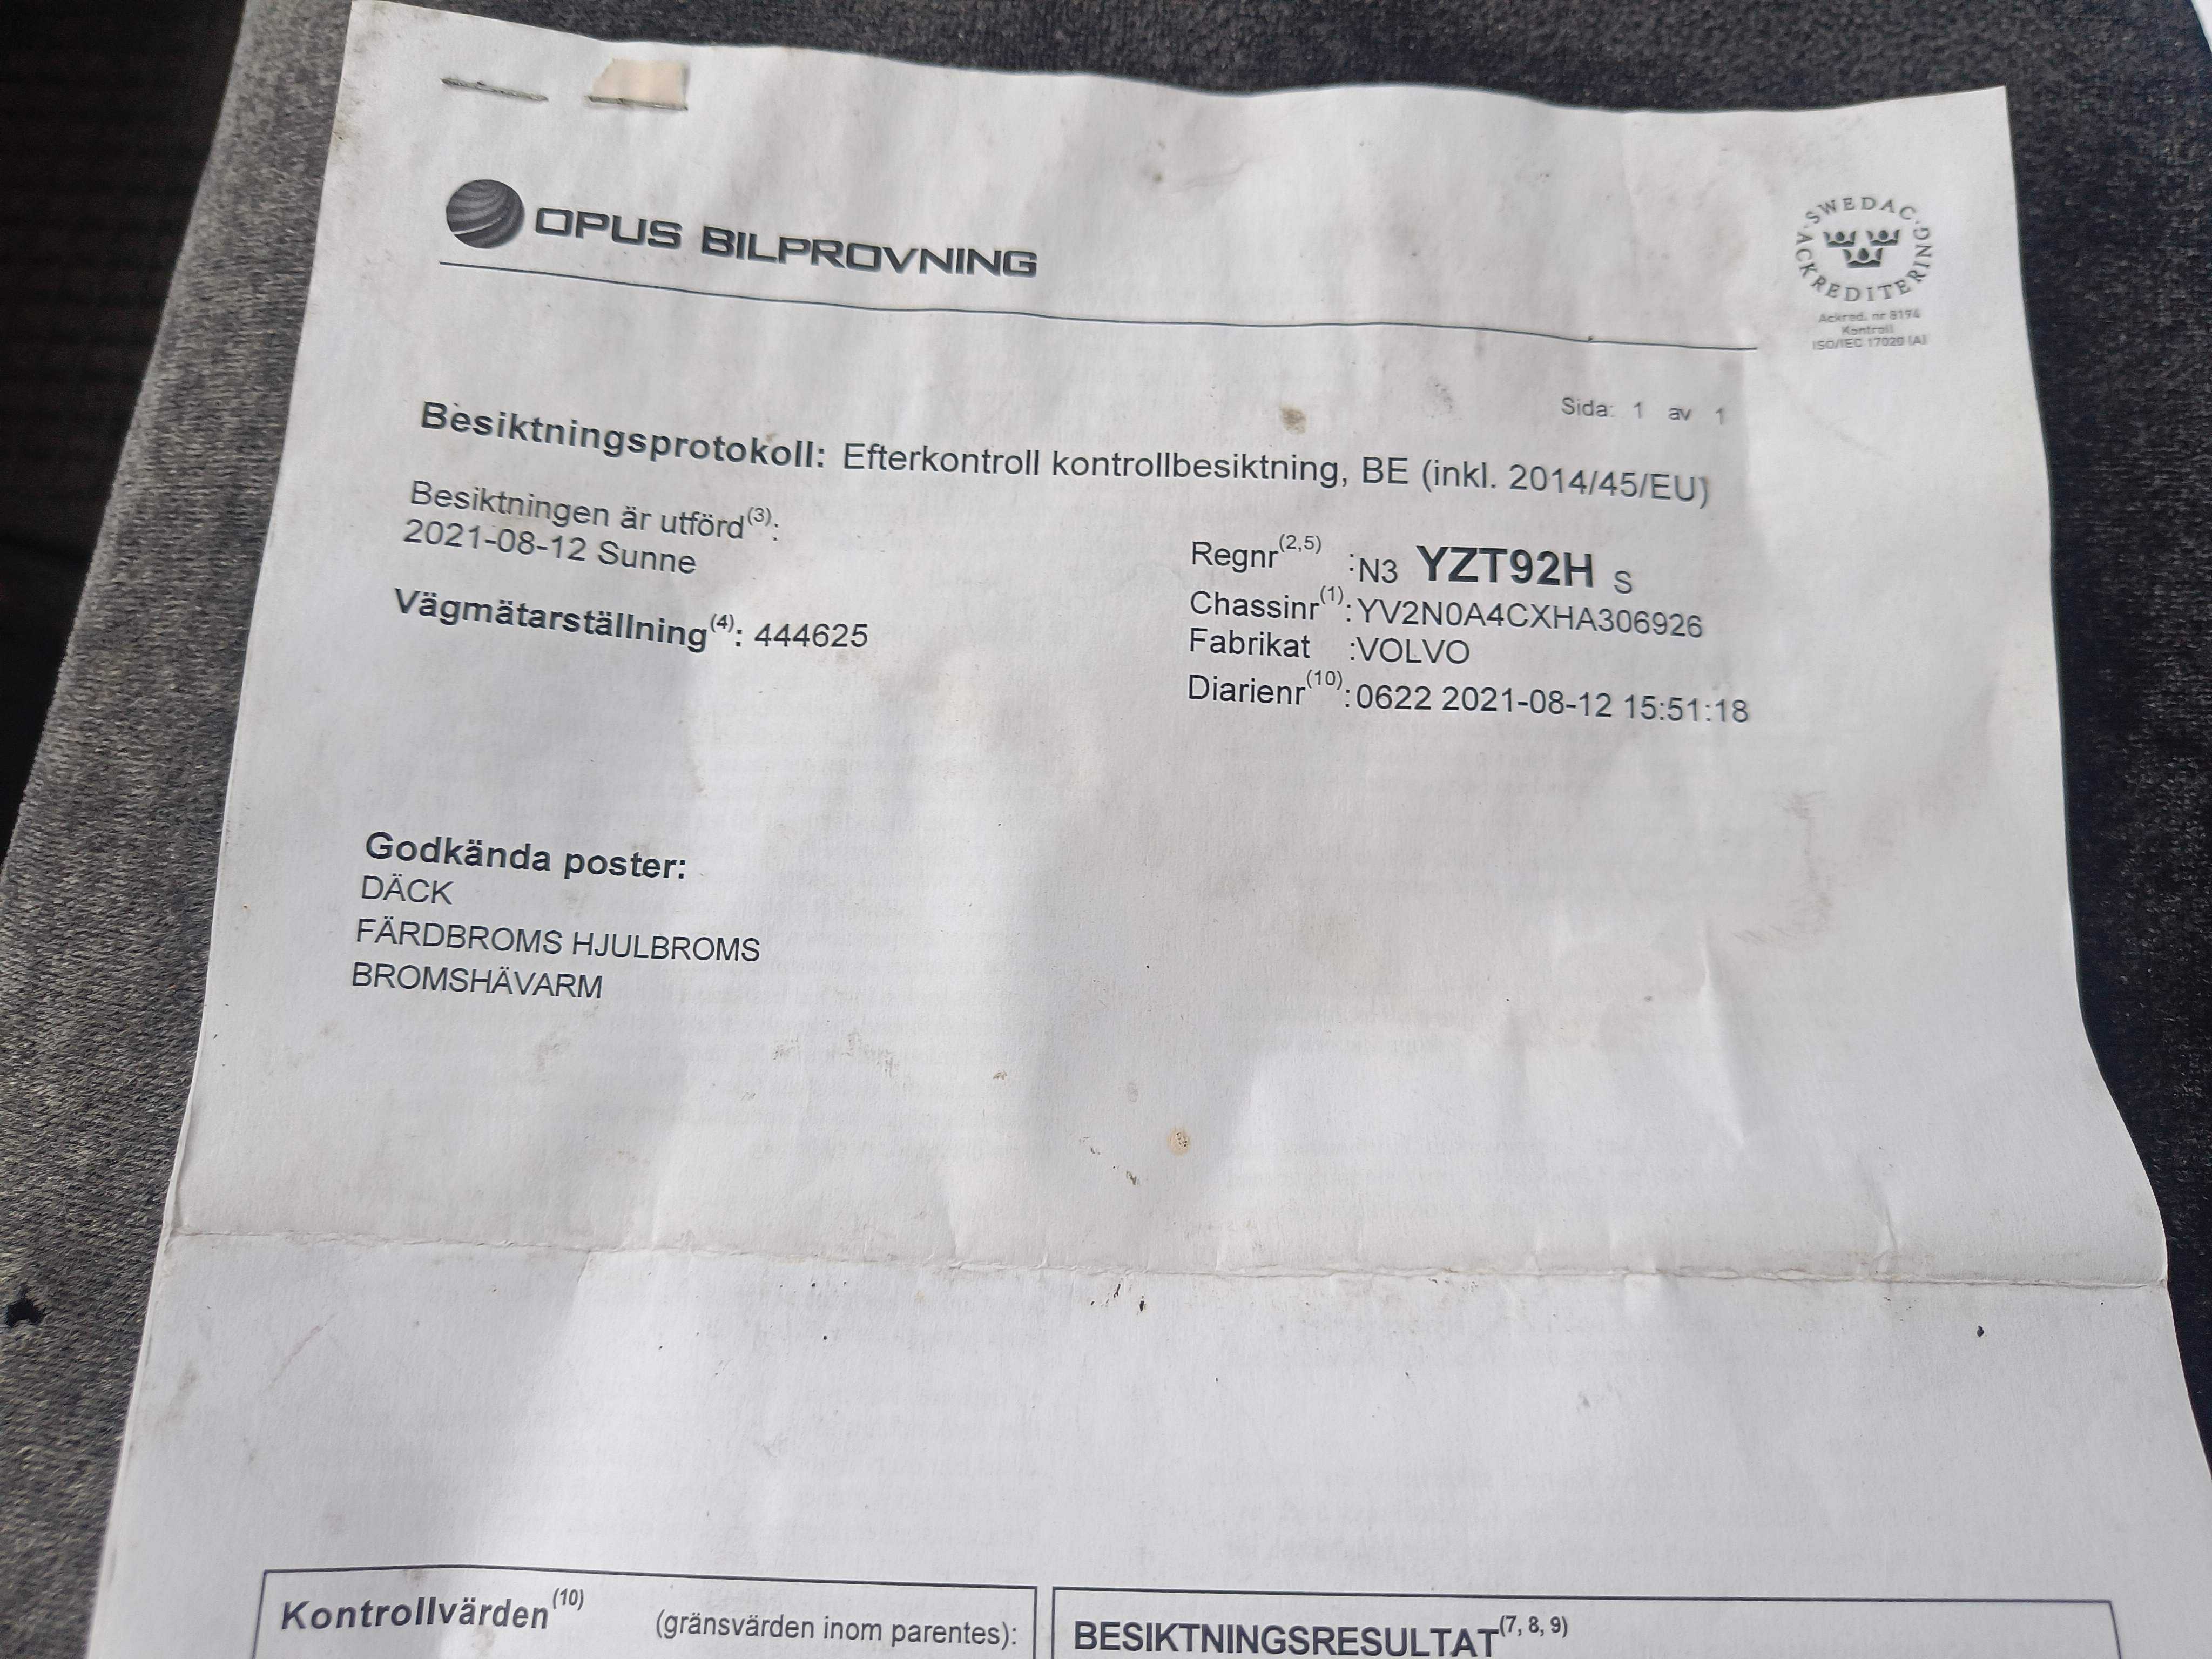 OPUS BILPROVNING
SWEDAC ACKREDITERING
Ackred. nr 8194
Kontroll
ISO/IEC 17020 (A)
Sida: 1 av 1
Besiktningsprotokoll: Efterkontroll kontrollbesiktning, BE (inkl. 2014/45/EU)
Besiktningen är utförd(3):
2021-08-12 Sunne
Vägmätarställning(4): 444625
Regnr(2,5) :N3 YZT92H S
Chassinr(1):YV2N0A4CXHA306926
Fabrikat :VOLVO
Diarienr(10):0622 2021-08-12 15:51:18
Godkända poster:
DÄCK
FÄRDBROMS HJULBROMS
BROMSHÄVARM
Kontrollvärden(10) (gränsvärden inom parentes):
BESIKTNINGSRESULTAT(7, 8, 9)